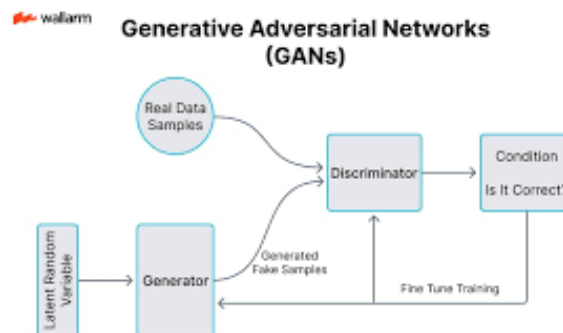 wallarm
Generative Adversarial Networks
(GANs)
Real Data
Samples
Discriminator
Condition
Is It Correct?
Latent Random
Variable
Generator
Generated
Fake Samples
Fine Tune Training